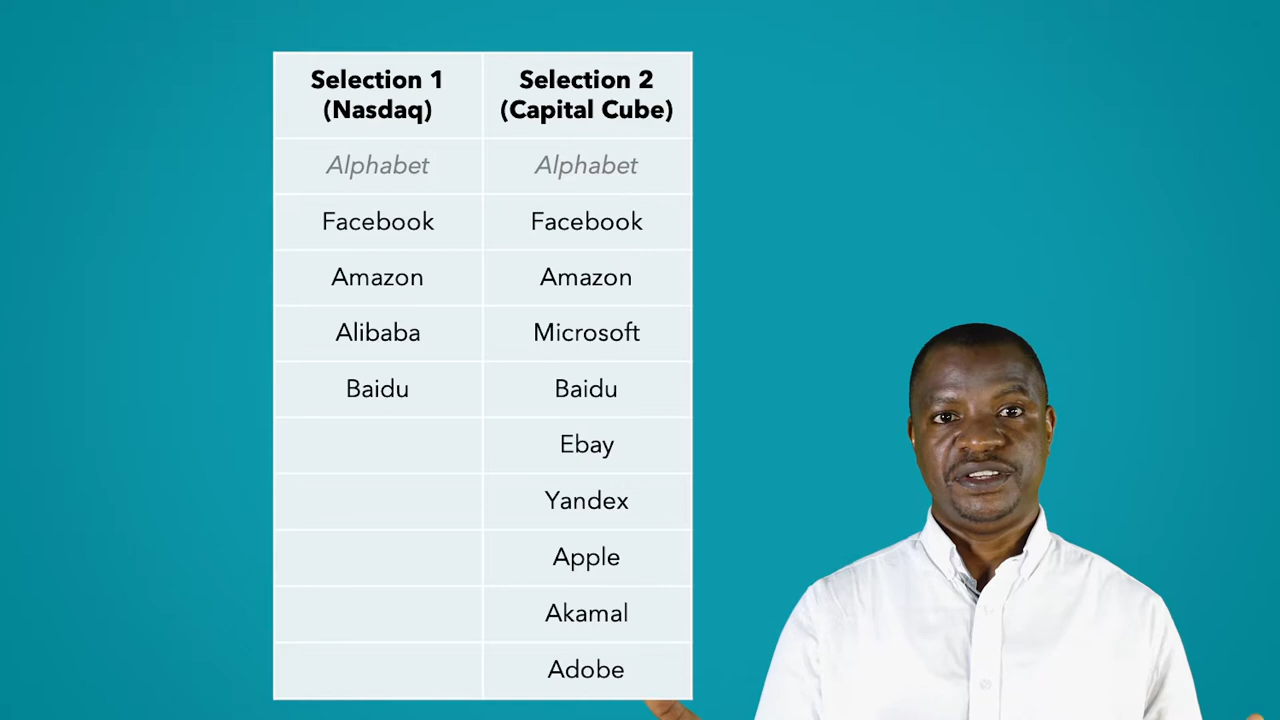 Selection 1 (Nasdaq)
Selection 2 (Capital Cube)
Alphabet Alphabet
Facebook Facebook
Amazon Amazon
Alibaba Microsoft
Baidu Baidu
Ebay
Yandex
Apple
Akamal
Adobe